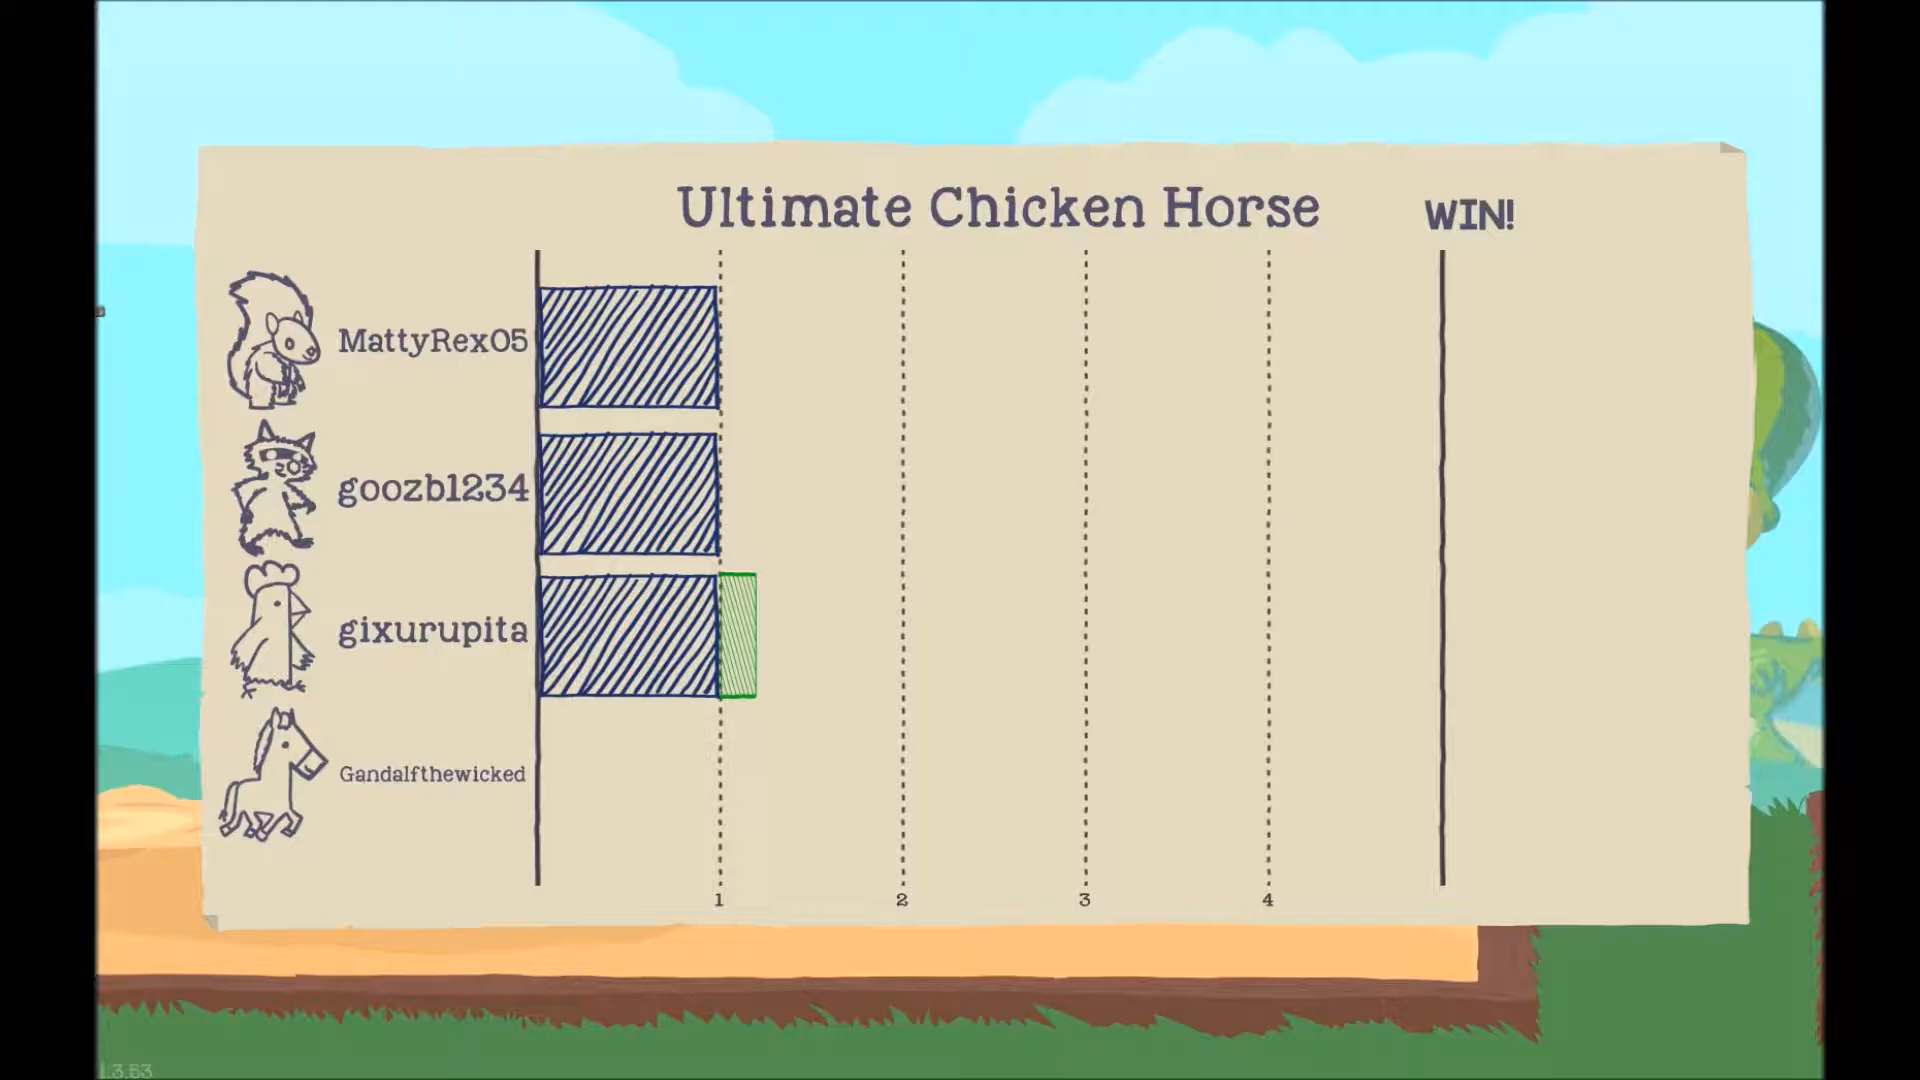 Ultimate Chicken Horse
WIN!
MattyRex05
goozb1234
gixurupita
Gandalfthewicked
1 2 3 4
1.3.53